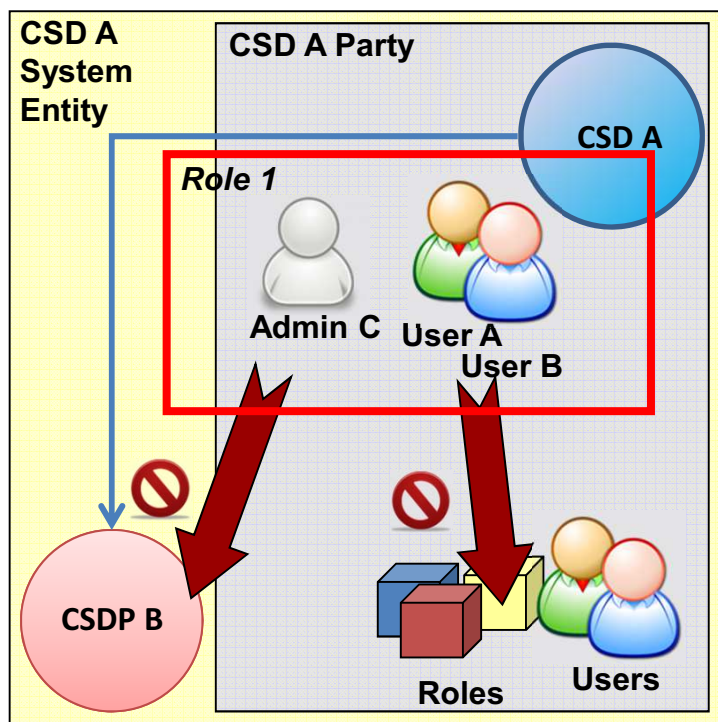 CSD A
System
Entity
CSD A Party
CSD A
Role 1
Admin C
User A
User B
CSDP B
Roles
Users